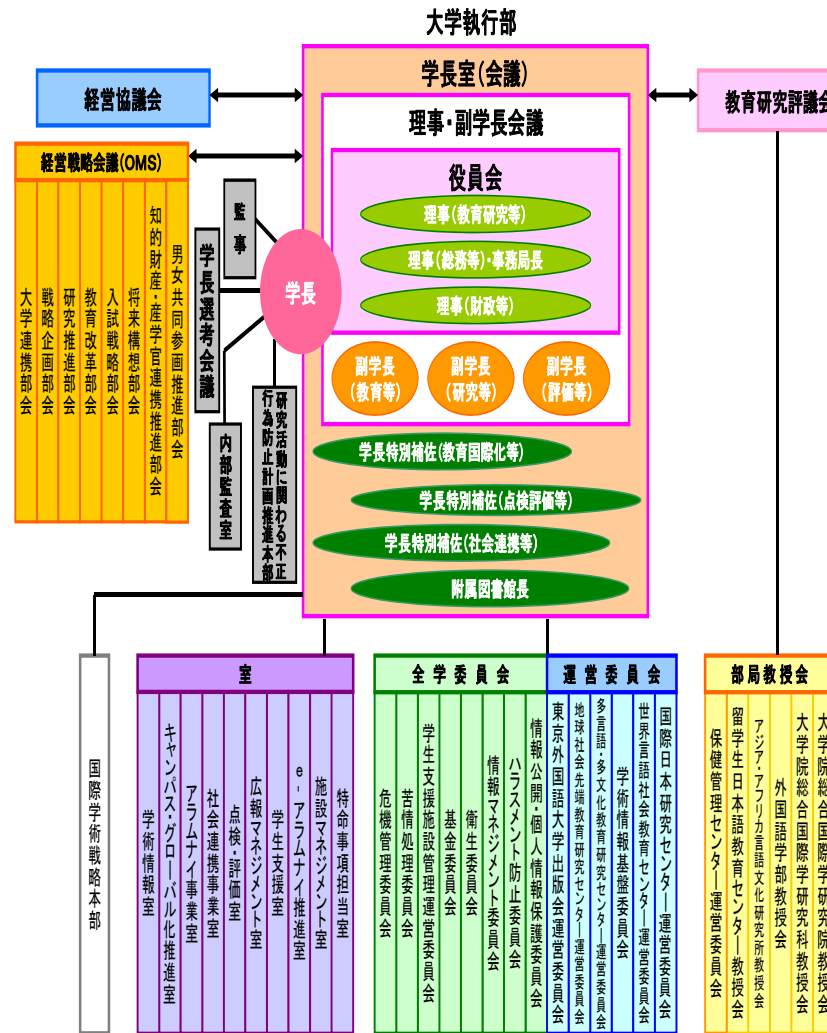 大学執行部
学長室(会議)
経営協議会
教育研究評議会
理事・副学長会議
経営戦略会議(OMS)
役員会
理事(教育研究等)
理事(総務等)・事務局長
理事(財政等)
学長
監事
学長選考会議
内部監査室
研究活動に関わる不正
行為防止計画推進本部
大学連携部会
戦略企画部会
研究推進部会
教育改革部会
入試戦略部会
将来構想部会
知的財産・産学官連携推進部会
男女共同参画推進部会
副学長
(教育等)
副学長
(研究等)
副学長
(評価等)
学長特別補佐(教育国際化等)
学長特別補佐(点検評価等)
学長特別補佐(社会連携等)
附属図書館長
国際学術戦略本部
室
学術情報室
キャンパス・グローバル化推進室
アラムナイ事業室
社会連携事業室
点検・評価室
広報マネジメント室
学生支援室
e-アラムナイ推進室
施設マネジメント室
特命事項担当室
全学委員会
危機管理委員会
苦情処理委員会
学生支援施設管理運営委員会
基金委員会
衛生委員会
情報マネジメント委員会
ハラスメント防止委員会
情報公開・個人情報保護委員会
運営委員会
東京外国語大学出版会運営委員会
地球社会先端教育研究センター運営委員会
多言語・多文化教育研究センター運営委員会
学術情報基盤委員会
世界言語社会教育センター運営委員会
国際日本研究センター運営委員会
部局教授会
保健管理センター運営委員会
留学生日本語教育センター教授会
アジア・アフリカ言語文化研究所教授会
外国語学部教授会
大学院総合国際学研究科教授会
大学院総合国際学研究院教授会